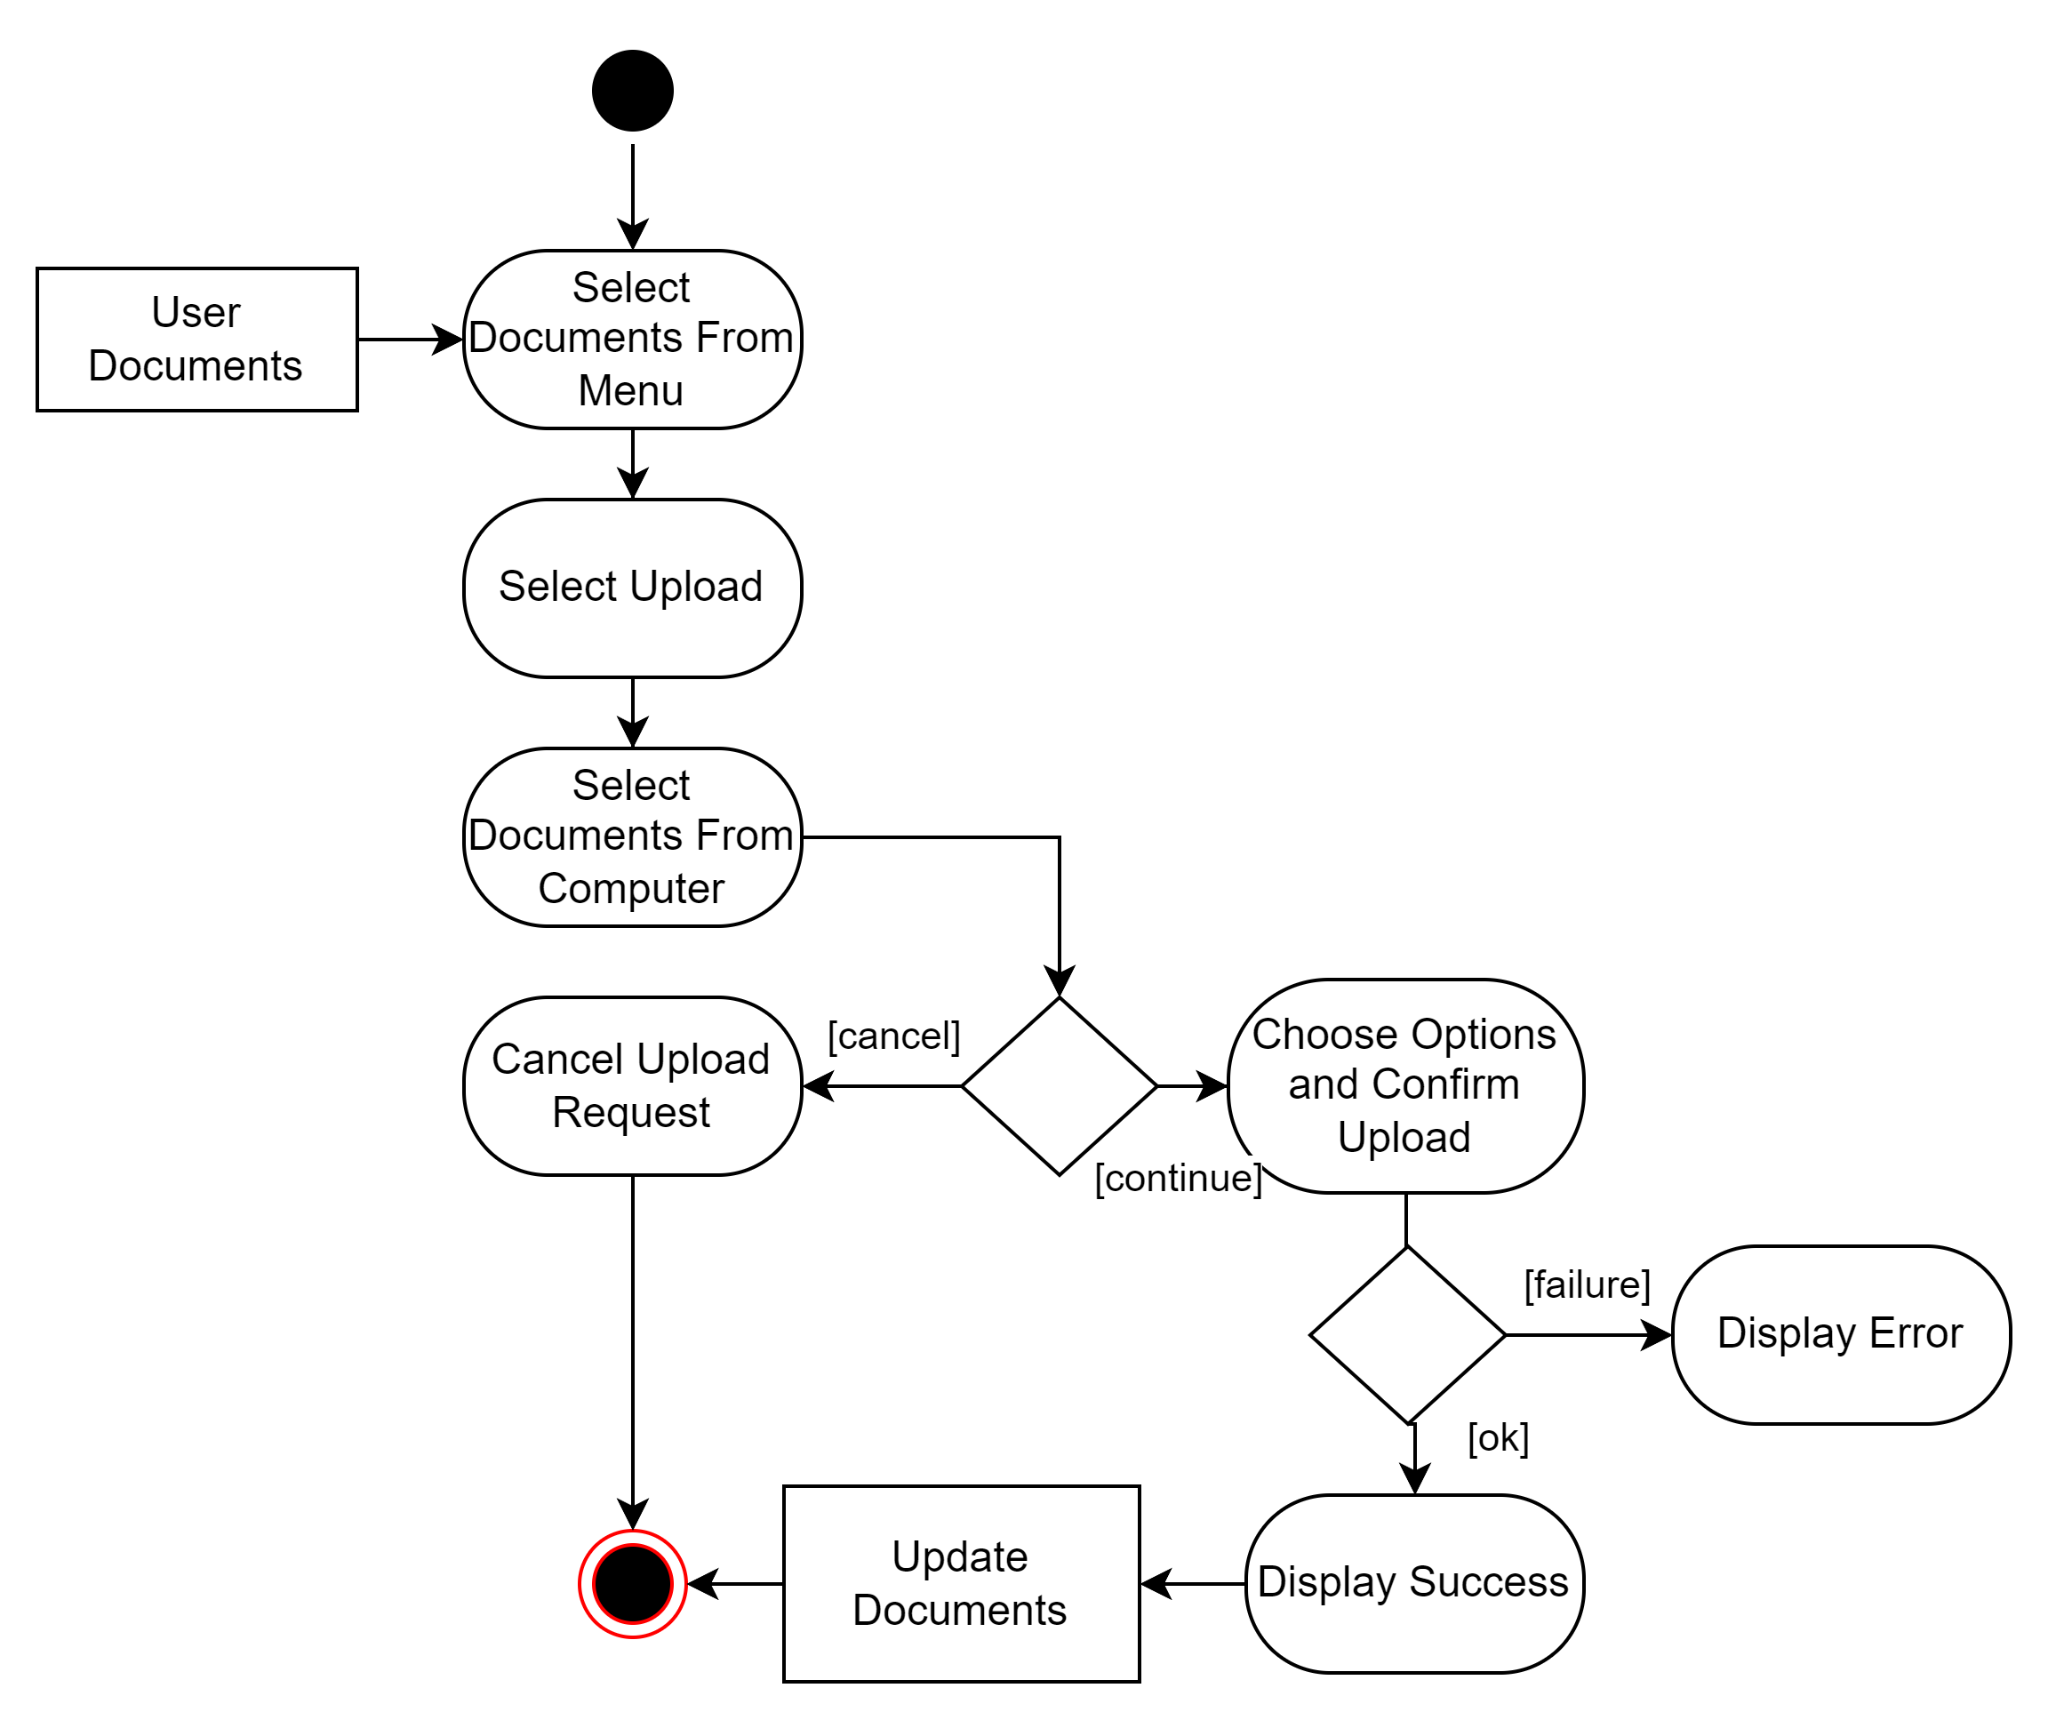 Select
Documents From
Menu
User
Documents
Select Upload
Select
Documents From
Computer
Cancel Upload
Request
[cancel]
[continue]
Choose Options
and Confirm
Upload
[failure]
Display Error
[ok]
Display Success
Update
Documents